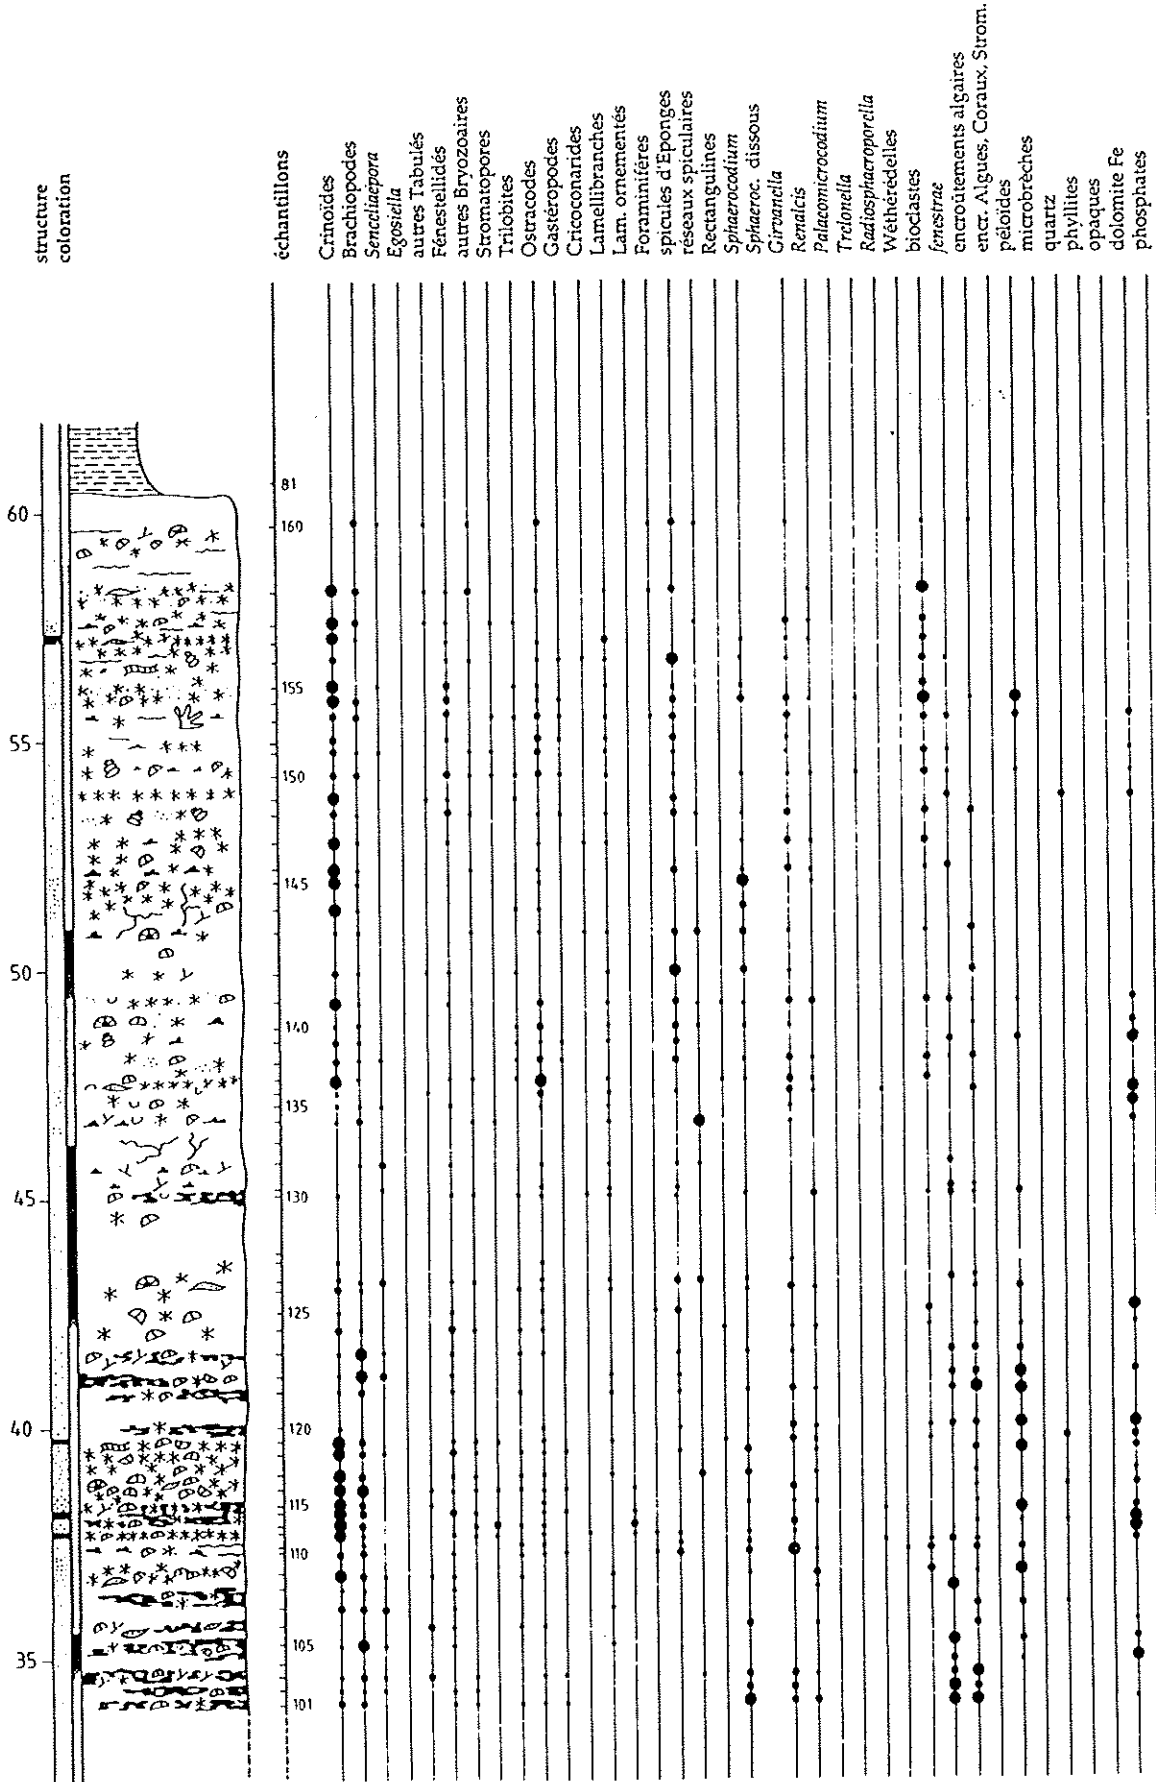 structure
coloration
échantillons
Crinoïdes
Brachiopodes
Senceliaepora
Egosiella
autres Tabulés
Fénestellidés
autres Bryozoaires
Stromatopores
Trilobites
Ostracodes
Gastéropodes
Cricoconarides
Lamellibranches
Lam. ornementés
Foraminifères
spicules d'Eponges
réseaux spiculaires
Rectangulines
Sphaerocodium
Sphaeroc. dissous
Girvanella
Renalcis
Palaeomicrocodium
Trelonella
Radiosphaeroporella
Wéthérédelles
bioclastes
fenestrae
encroûtements algaires
encr. Algues, Coraux, Strom.
péloïdes
microbrèches
quartz
phyllites
opaques
dolomite Fe
phosphates
60
55
50
45
40
35
81
160
155
150
145
140
135
130
125
120
115
110
105
101